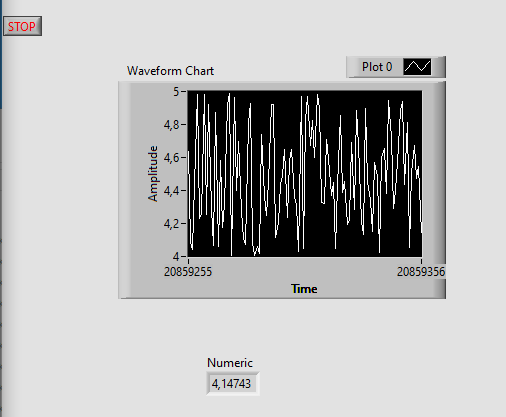 STOP
Plot 0
Waveform Chart
Amplitude
5
4,8
4,6
4,4
4,2
4
20859255
20859356
Time
Numeric
4,14743